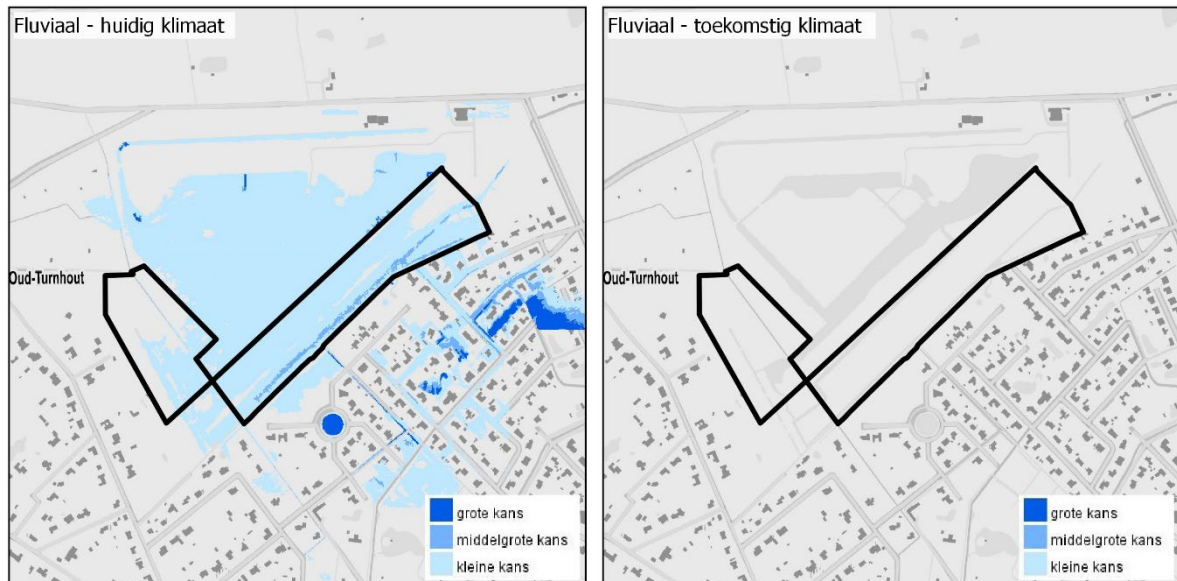 Fluviaal - huidig klimaat
Oud-Turnhout
grote kans
middelgrote kans
kleine kans
Fluviaal - toekomstig klimaat
Oud-Turnhout
grote kans
middelgrote kans
kleine kans